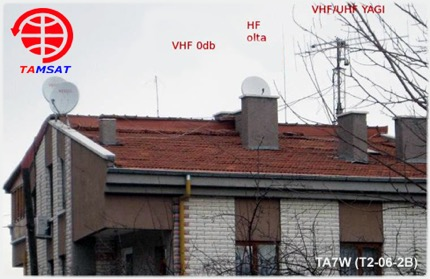 VHF/UHF YAGI
HF
olta
VHF 0db
TAMSAT
TA7W (T2-06-2B)